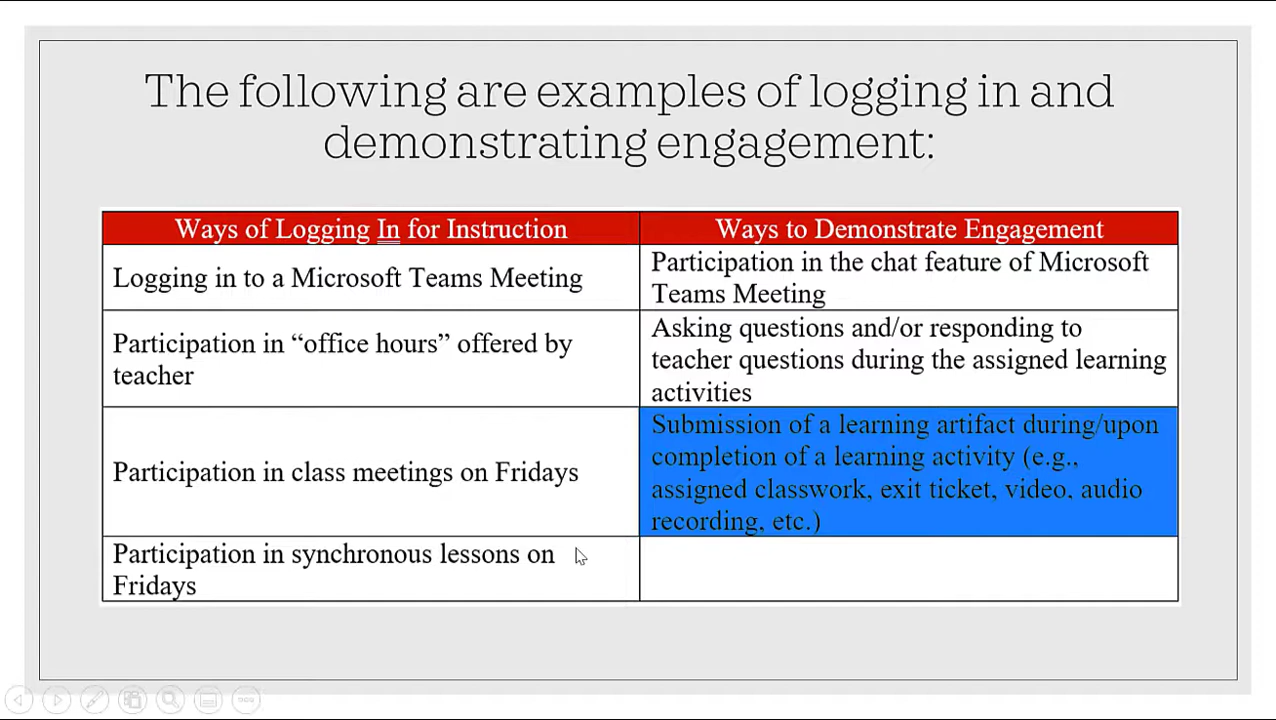 The following are examples of logging in and
demonstrating engagement:
Ways of Logging In for Instruction
Ways to Demonstrate Engagement
Logging in to a Microsoft Teams Meeting
Participation in the chat feature of Microsoft
Teams Meeting
Participation in “office hours” offered by
teacher
Asking questions and/or responding to
teacher questions during the assigned learning
activities
Participation in class meetings on Fridays
Submission of a learning artifact during/upon
completion of a learning activity (e.g.,
assigned classwork, exit ticket, video, audio
recording, etc.)
Participation in synchronous lessons on
Fridays